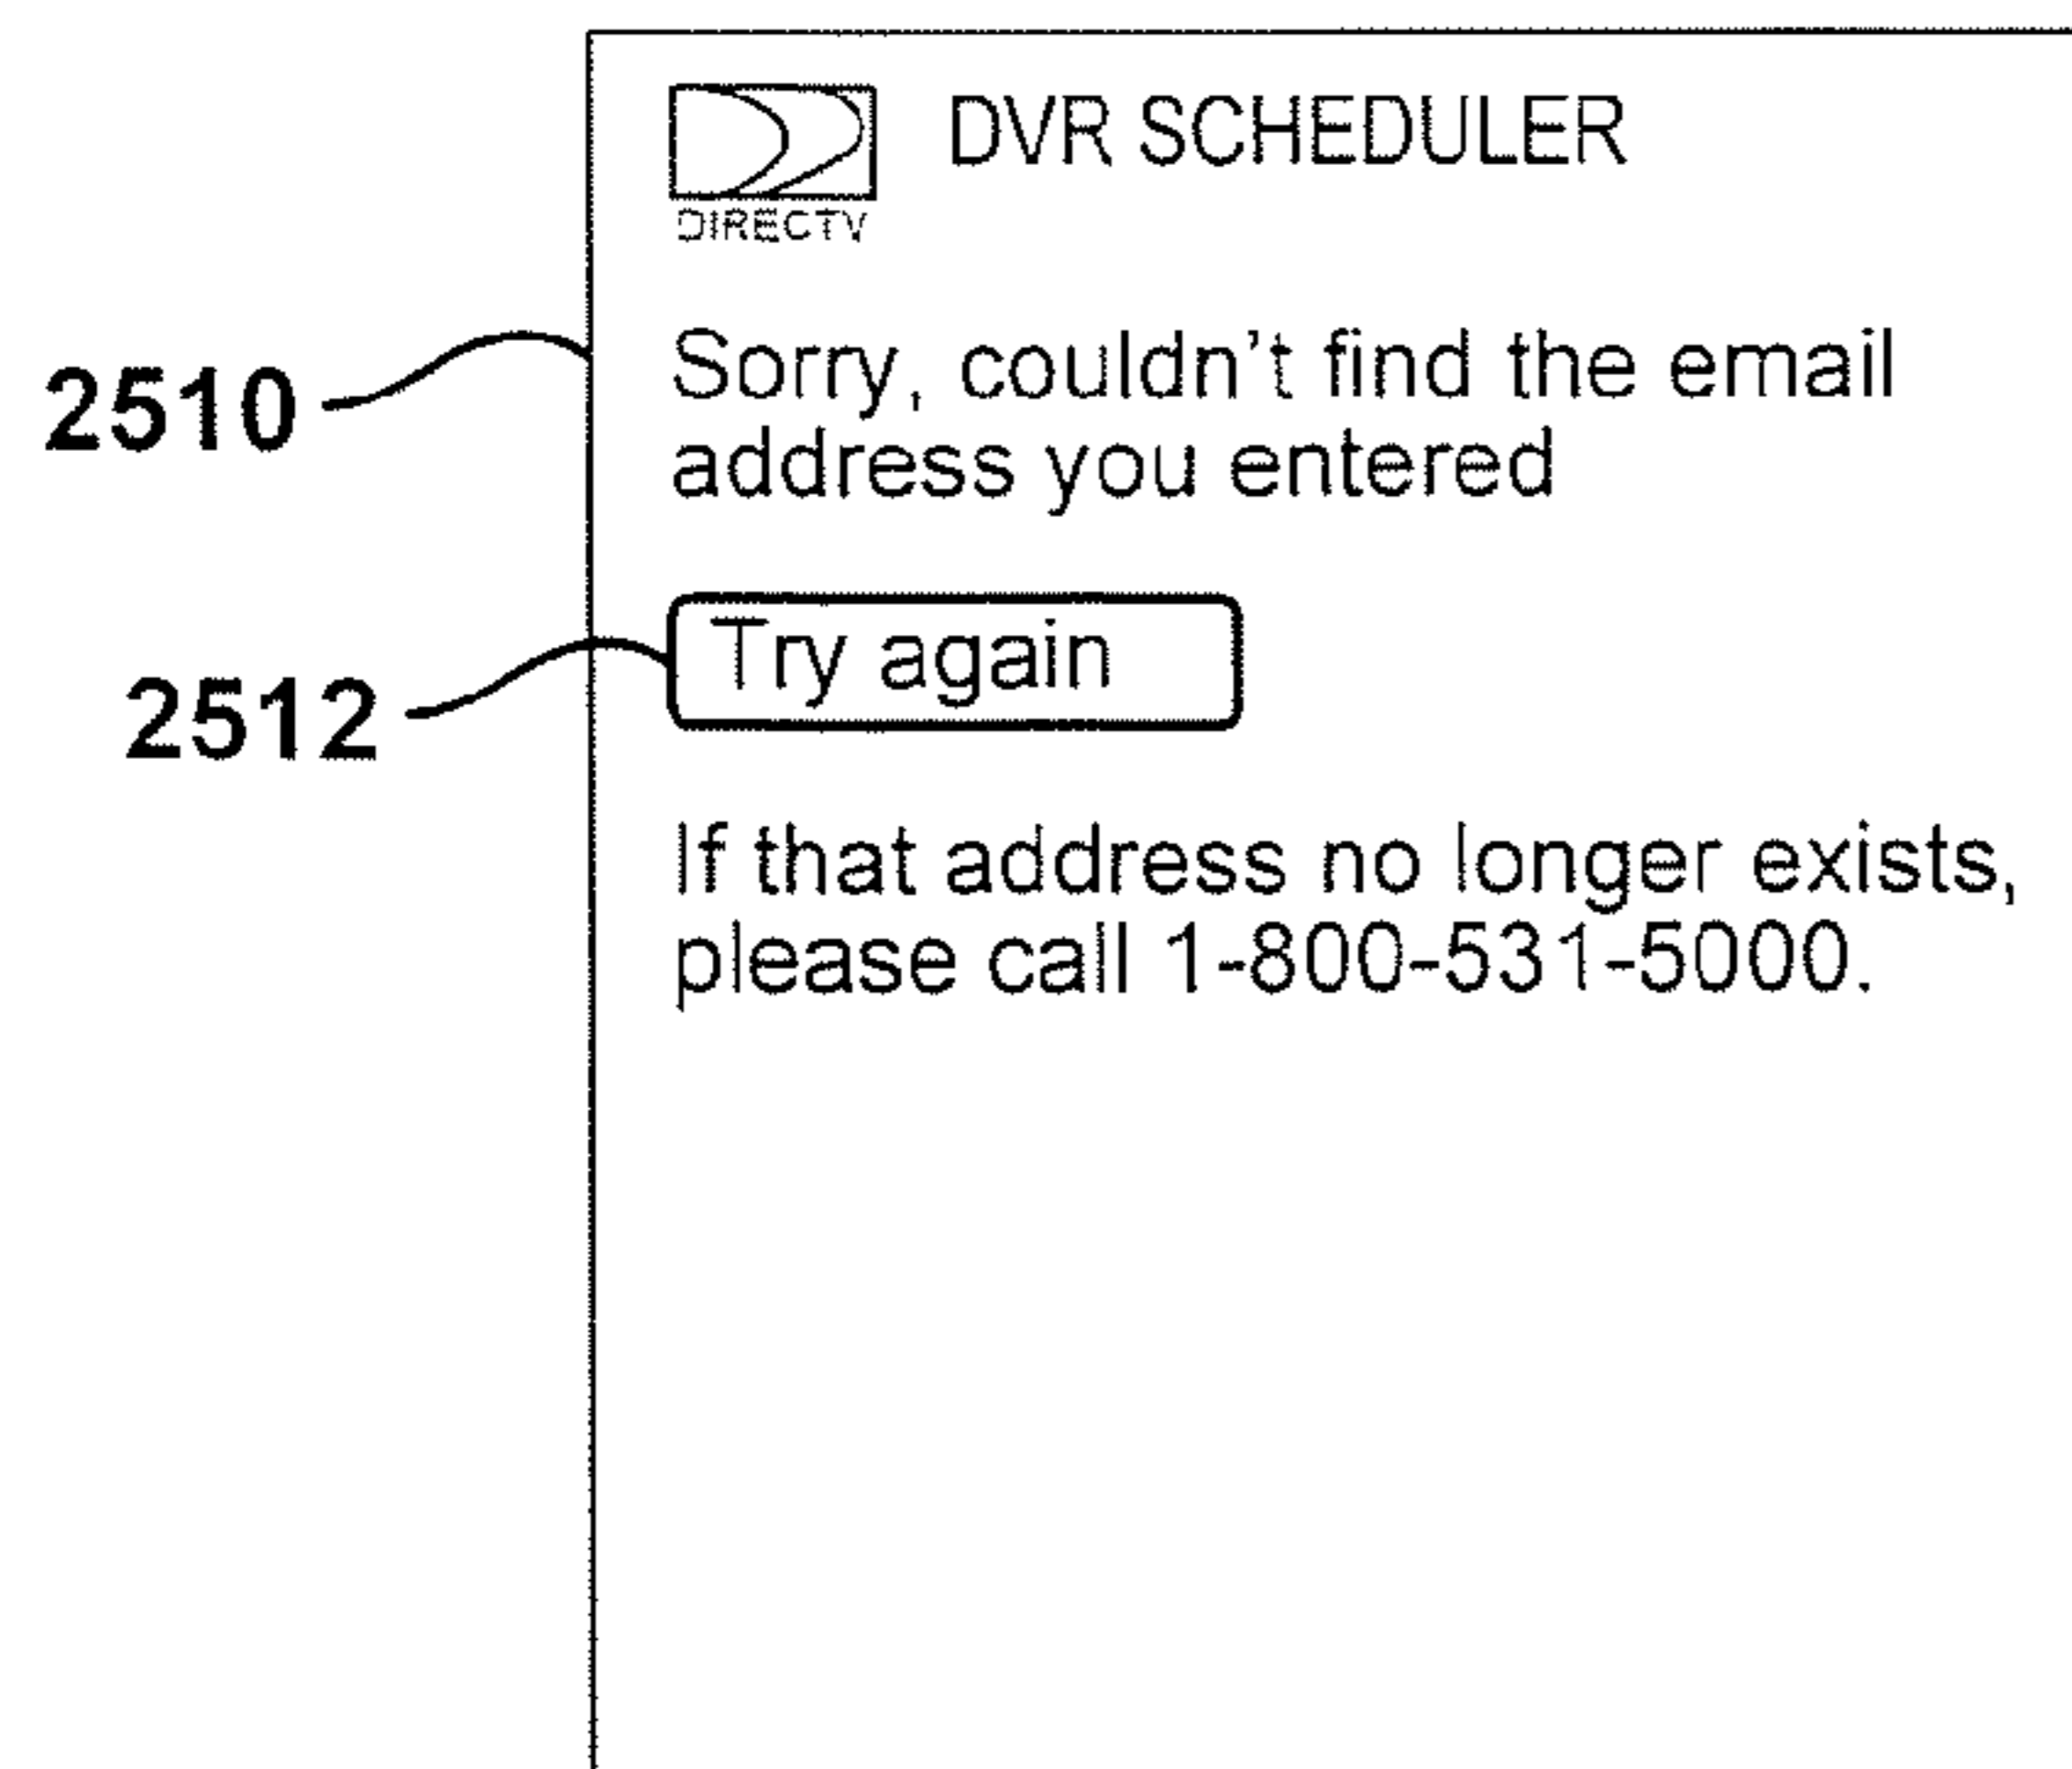 DVR SCHEDULER
DIRECTV
2510
Sorry, couldn't find the email
address you entered
2512
Try again
If that address no longer exists,
please call 1-800-531-5000.